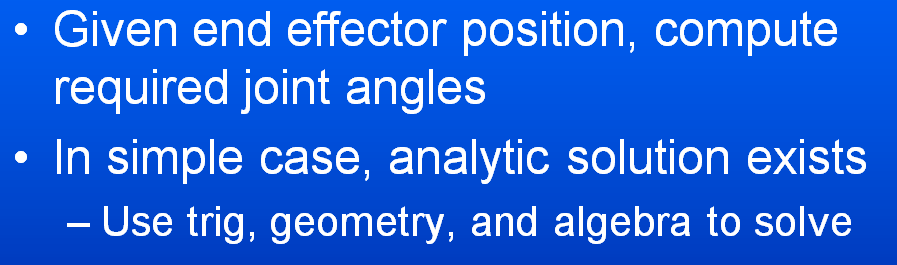 • Given end effector position, compute
required joint angles
• In simple case, analytic solution exists
– Use trig, geometry, and algebra to solve